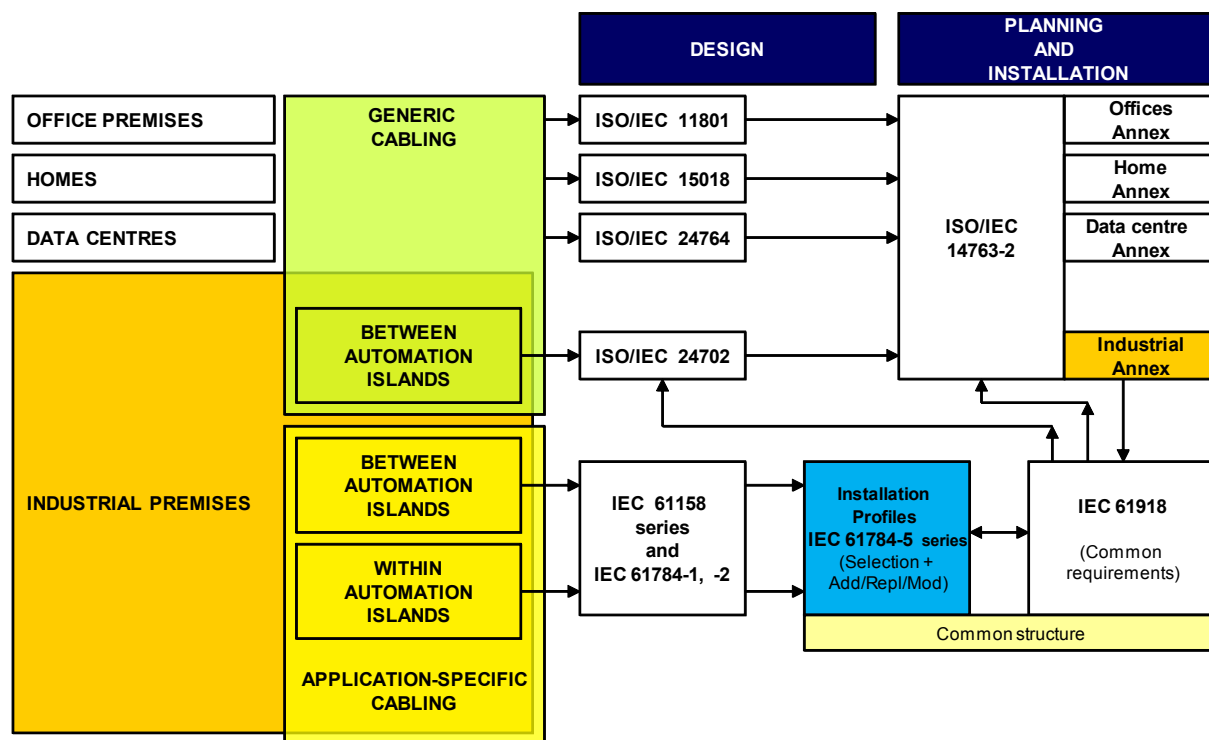 DESIGN
PLANNING
AND
INSTALLATION
OFFICE PREMISES
HOMES
DATA CENTRES
INDUSTRIAL PREMISES
GENERIC
CABLING
BETWEEN
AUTOMATION
ISLANDS
BETWEEN
AUTOMATION
ISLANDS
WITHIN
AUTOMATION
ISLANDS
APPLICATION-SPECIFIC
CABLING
ISO/IEC 11801
ISO/IEC 15018
ISO/IEC 24764
ISO/IEC 24702
IEC 61158
series
and
IEC 61784-1, -2
ISO/IEC
14763-2
Offices
Annex
Home
Annex
Data centre
Annex
Industrial
Annex
Installation
Profiles
IEC 61784-5 series
(Selection +
Add/Repl/Mod)
IEC 61918
(Common
requirements)
Common structure